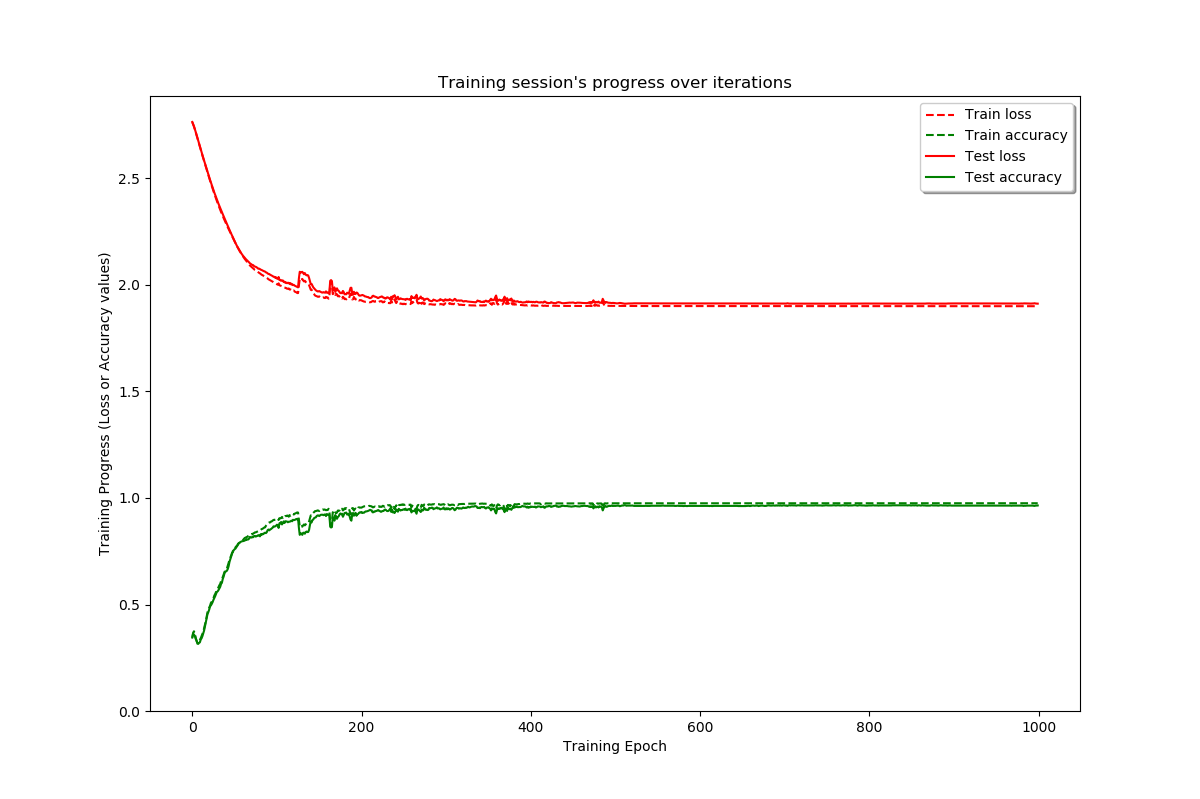 Training session's progress over iterations
Train loss
Train accuracy
Test loss
Test accuracy
Training Progress (Loss or Accuracy values)
2.5
2.0
1.5
1.0
0.5
0.0
0 200 400 600 800 1000
Training Epoch